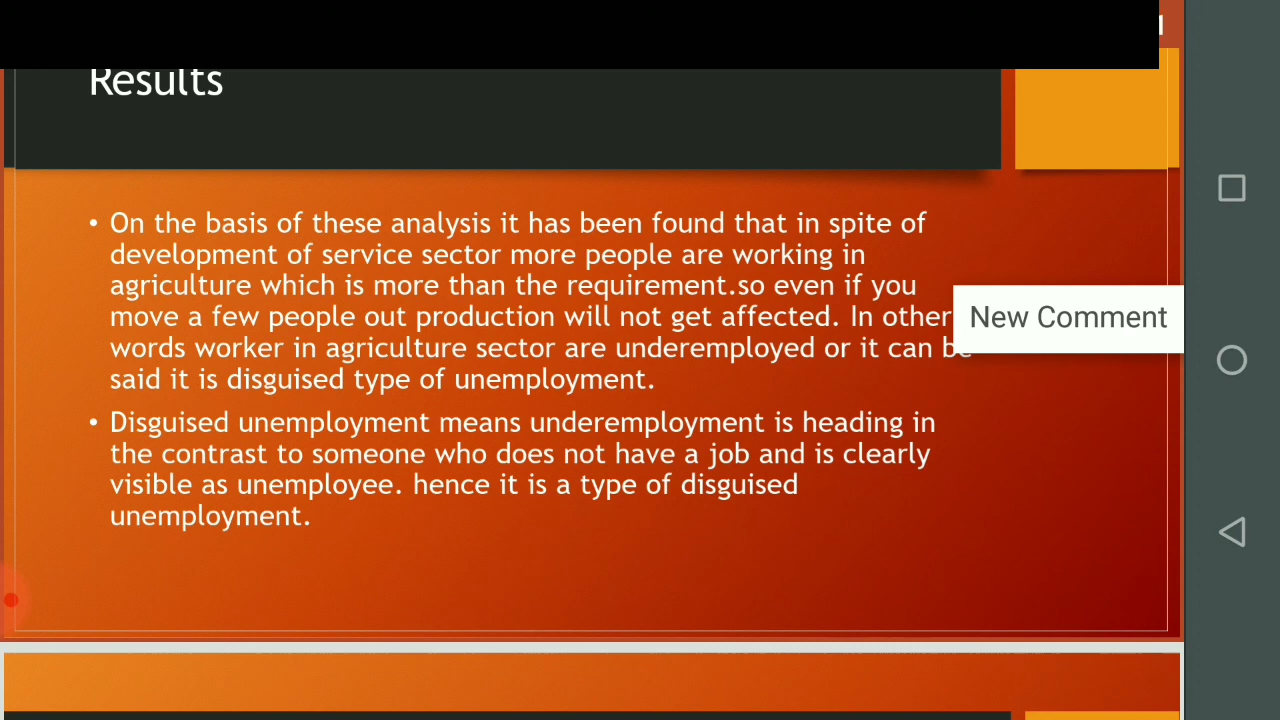 Results
• On the basis of these analysis it has been found that in spite of
development of service sector more people are working in
agriculture which is more than the requirement.so even if you
move a few people out production will not get affected. In other
New Comment
words worker in agriculture sector are underemployed or it can be
said it is disguised type of unemployment.
• Disguised unemployment means underemployment is heading in
the contrast to someone who does not have a job and is clearly
visible as unemployee. hence it is a type of disguised
unemployment.